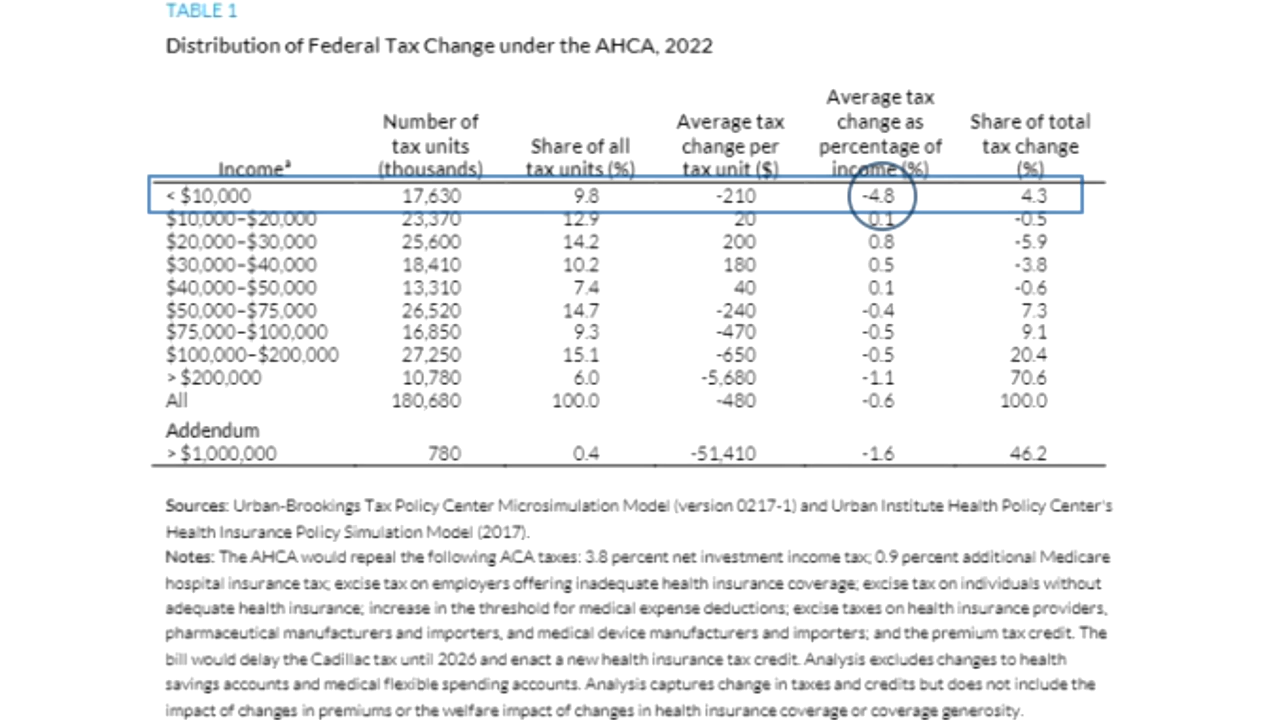 TABLE 1
Distribution of Federal Tax Change under the AHCA, 2022
Average tax
Number of Average tax change as Share of total
tax units Share of all change per percentage of tax change
Incomeª (thousands) tax units (%) tax unit ($) income (%) (%)
< $10,000 17,630 9.8 -210 -4.8 4.3
$10,000–$20,000 23,370 12.9 20 0.1 -0.5
$20,000–$30,000 25,600 14.2 200 0.8 -5.9
$30,000–$40,000 18,410 10.2 180 0.5 -3.8
$40,000–$50,000 13,310 7.4 40 0.1 -0.6
$50,000–$75,000 26,520 14.7 -240 -0.4 7.3
$75,000–$100,000 16,850 9.3 -470 -0.5 9.1
$100,000–$200,000 27,250 15.1 -650 -0.5 20.4
> $200,000 10,780 6.0 -5,680 -1.1 70.6
All 180,680 100.0 -480 -0.6 100.0
Addendum
> $1,000,000 780 0.4 -51,410 -1.6 46.2
Sources: Urban-Brookings Tax Policy Center Microsimulation Model (version 0217-1) and Urban Institute Health Policy Center's
Health Insurance Policy Simulation Model (2017).
Notes: The AHCA would repeal the following ACA taxes: 3.8 percent net investment income tax; 0.9 percent additional Medicare
hospital insurance tax; excise tax on employers offering inadequate health insurance coverage; excise tax on individuals without
adequate health insurance; increase in the threshold for medical expense deductions; excise taxes on health insurance providers,
pharmaceutical manufacturers and importers, and medical device manufacturers and importers; and the premium tax credit. The
bill would delay the Cadillac tax until 2026 and enact a new health insurance tax credit. Analysis excludes changes to health
savings accounts and medical flexible spending accounts. Analysis captures change in taxes and credits but does not include the
impact of changes in premiums or the welfare impact of changes in health insurance coverage or coverage generosity.